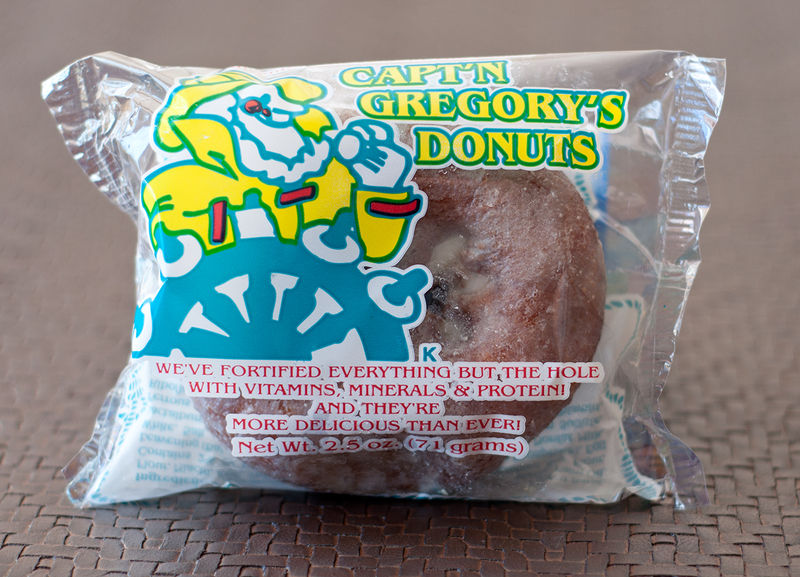 CAPT'N
GREGORY'S
DONUTS
K
WE'VE FORTIFIED EVERYTHING BUT THE HOLE
WITH VITAMINS, MINERALS & PROTEIN!
AND THEY'RE
MORE DELICIOUS THAN EVER!
Net Wt. 2.5 oz. (71 grams)